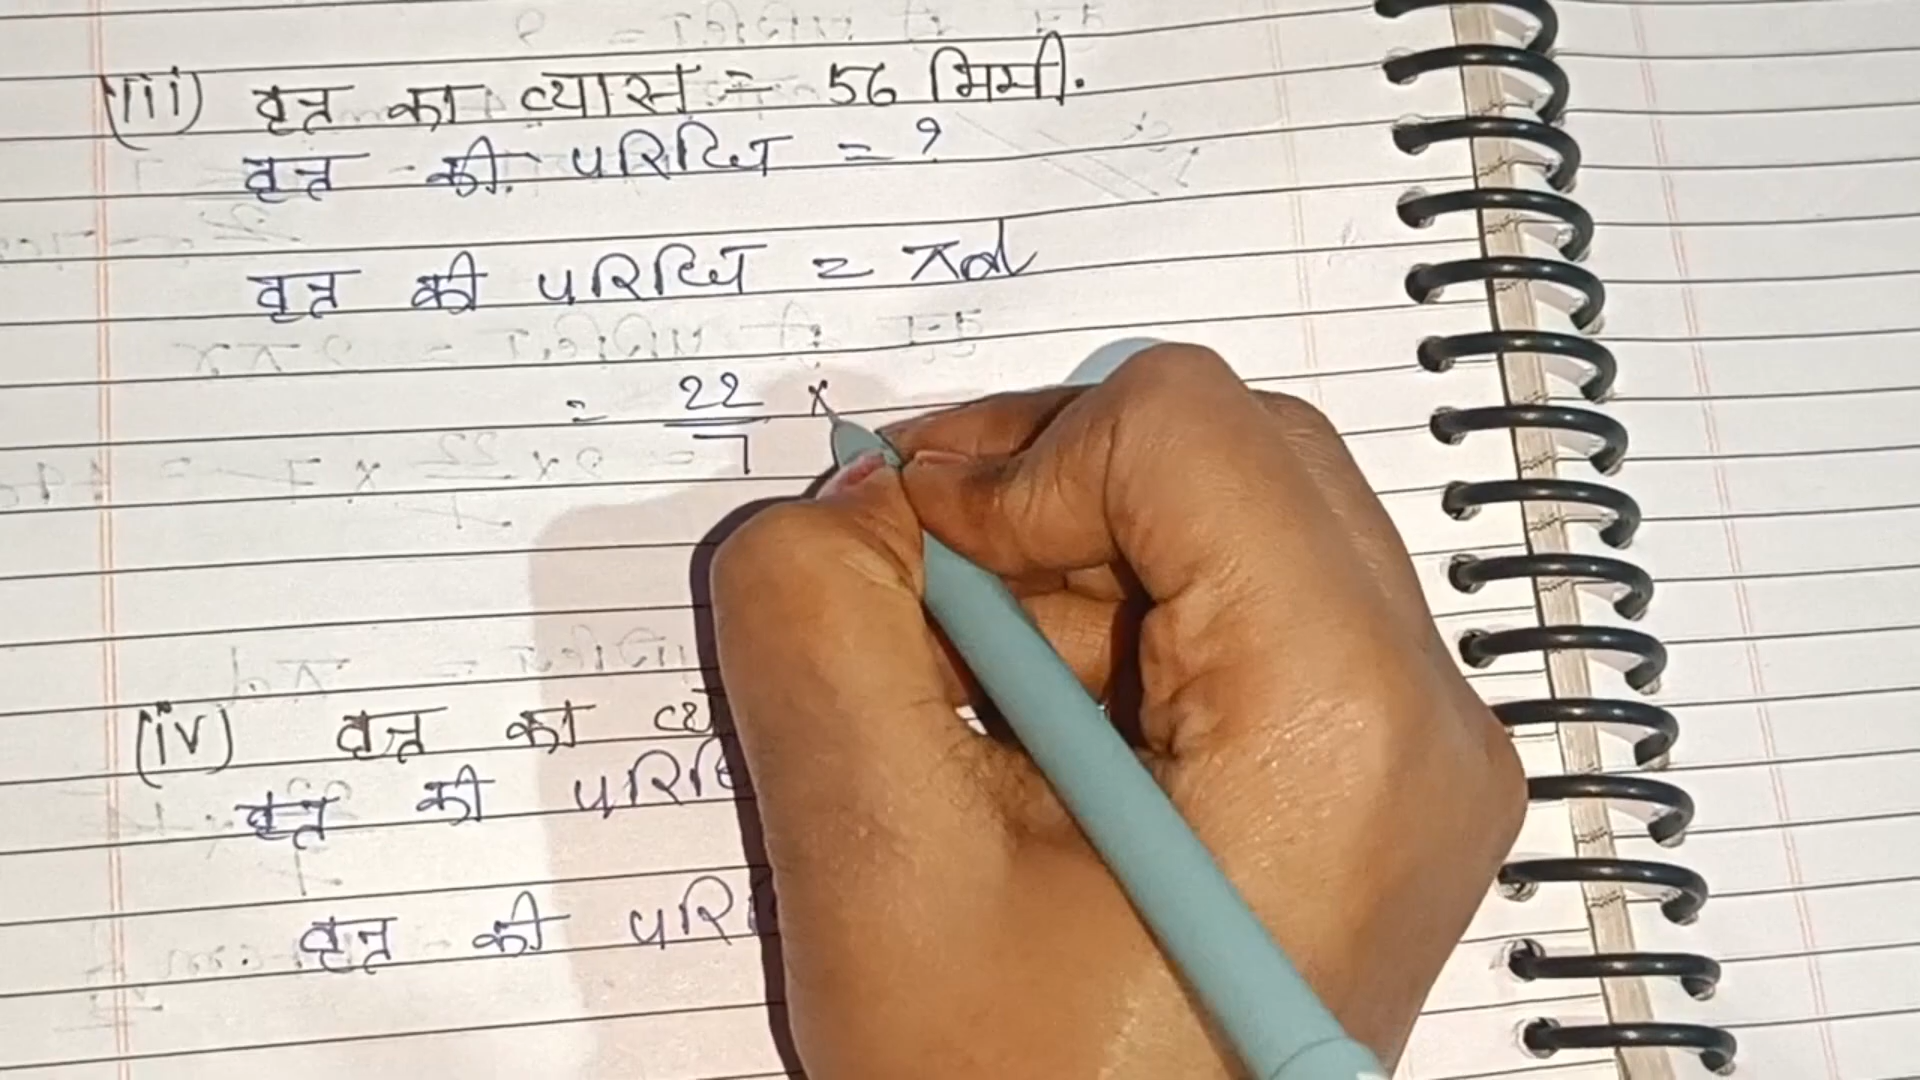 (iii) वृत्त का व्यास = 56 मिमी.
वृत्त की परिधि = ?
वृत्त की परिधि = πd
= 22/7 ×
(iv) वृत्त का
वृत्त की
वृत्त की